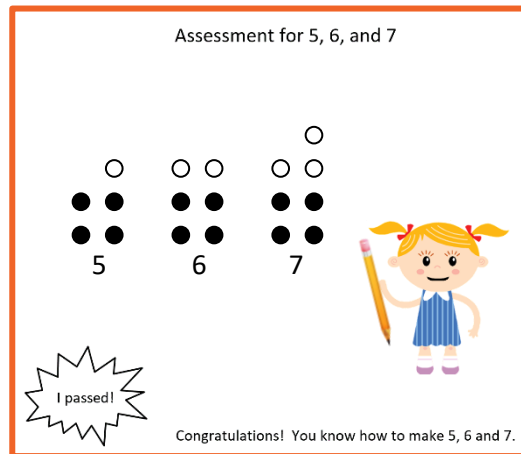 Assessment for 5, 6, and 7
5 6 7
I passed!
Congratulations! You know how to make 5, 6 and 7.